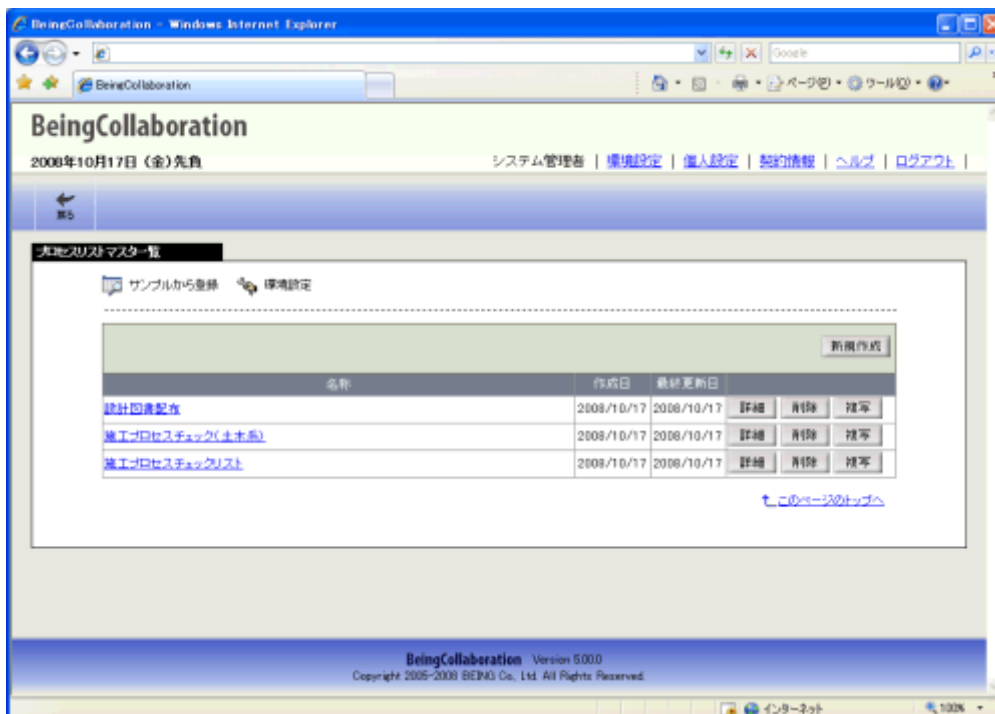 BeingCollaboration - Windows Internet Explorer
Google
BeingCollaboration
ページ(P) ツール(O)
BeingCollaboration
2008年10月17日(金)先負
システム管理者 | 環境設定 | 個人設定 | 契約情報 | ヘルプ | ログアウト |
戻る
プロセスリストマスター覧
サンプルから登録 環境設定
新規作成
名称 作成日 最終更新日
設計図書配布 2008/10/17 2008/10/17 詳細 削除 複写
施工プロセスチェック(土木系) 2008/10/17 2008/10/17 詳細 削除 複写
施工プロセスチェックリスト 2008/10/17 2008/10/17 詳細 削除 複写
このページのトップへ
BeingCollaboration Version 5.00.0
Copyright 2005-2008 BEING Co., Ltd. All Rights Reserved.
インターネット 100%